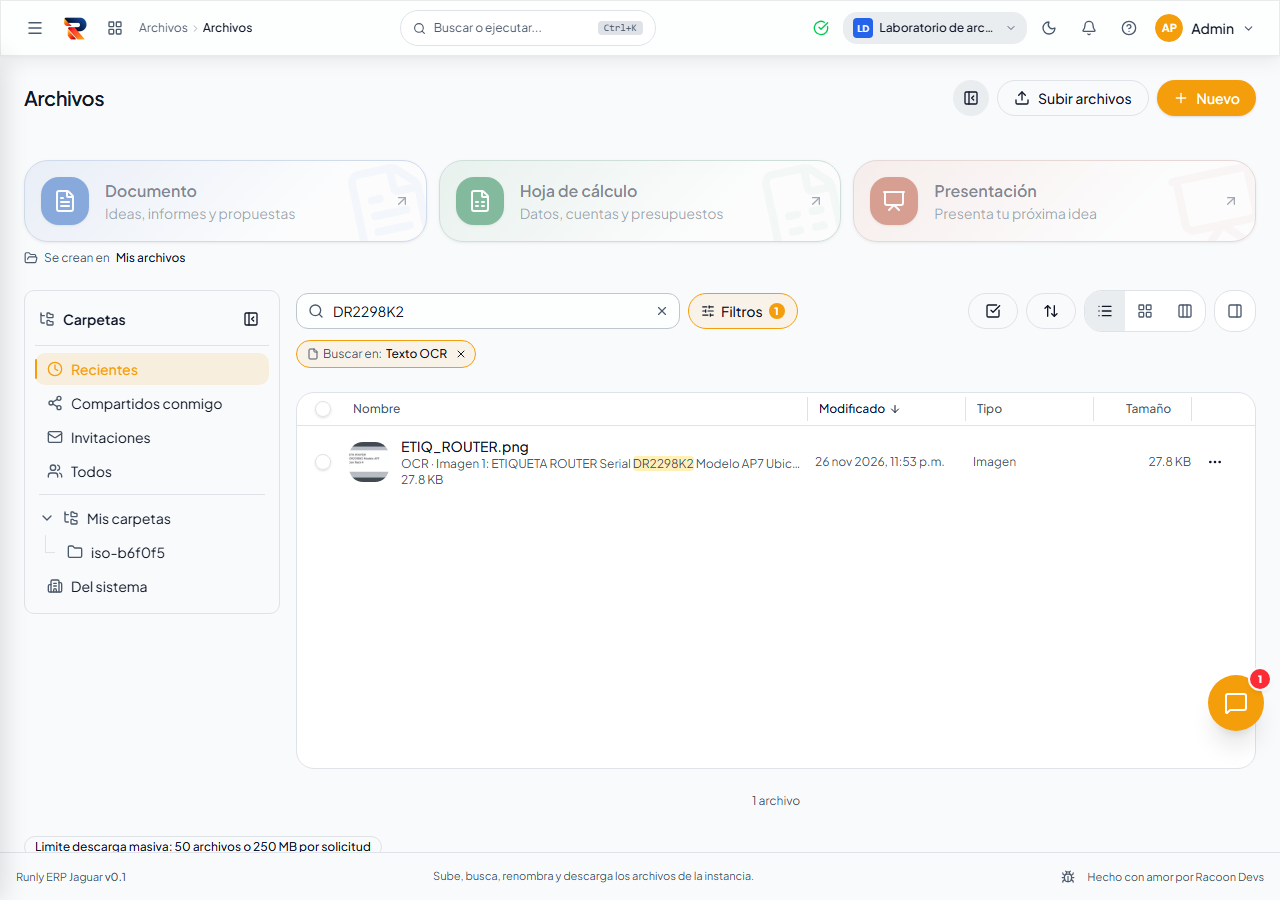 Archivos › Archivos
Buscar o ejecutar... Ctrl+K
LD Laboratorio de arc...
AP Admin
Archivos
Subir archivos
+ Nuevo
Documento
Ideas, informes y propuestas
Hoja de cálculo
Datos, cuentas y presupuestos
Presentación
Presenta tu próxima idea
Se crean en Mis archivos
Carpetas
Recientes
Compartidos conmigo
Invitaciones
Todos
Mis carpetas
iso-b6f0f5
Del sistema
DR2298K2
Filtros 1
Buscar en: Texto OCR
Nombre Modificado Tipo Tamaño
ETIQ_ROUTER.png
OCR · Imagen 1: ETIQUETA ROUTER Serial DR2298K2 Modelo AP7 Ubic... 26 nov 2026, 11:53 p.m. Imagen 27.8 KB
27.8 KB
1
1 archivo
Limite descarga masiva: 50 archivos o 250 MB por solicitud
Runly ERP Jaguar v0.1
Sube, busca, renombra y descarga los archivos de la instancia.
Hecho con amor por Racoon Devs